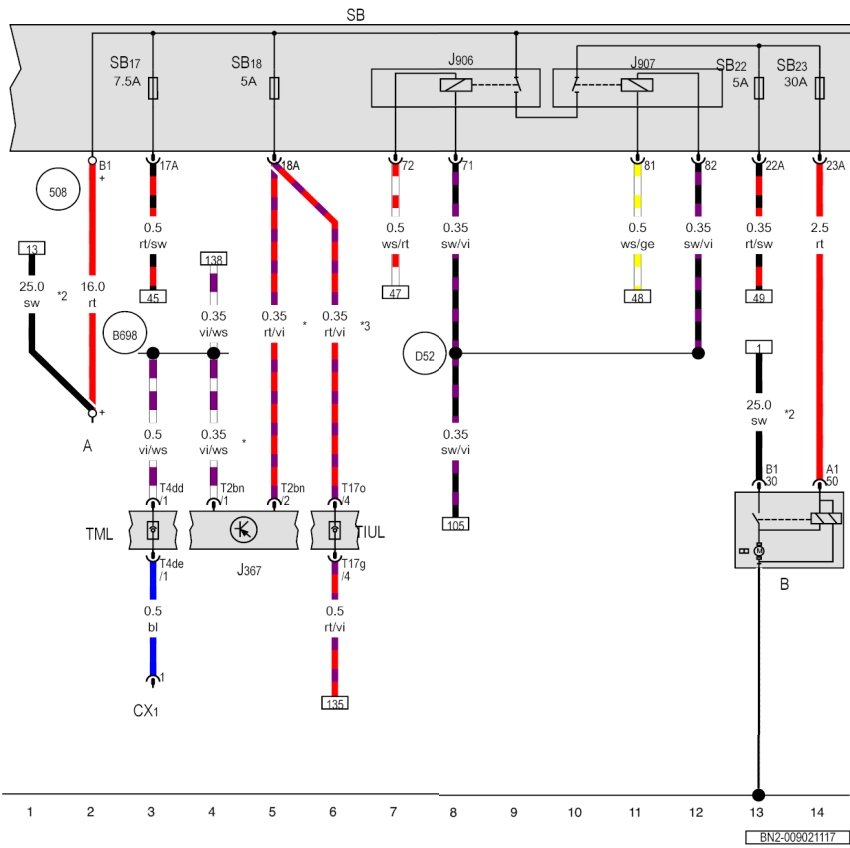 SB
SB17
7.5A
SB18
5A
J906
J907
SB22
5A
SB23
30A
B1
+
17A
18A
72
71
81
82
22A
23A
508
0.5
rt/sw
0.5
ws/rt
0.35
sw/vi
0.5
ws/ge
0.35
sw/vi
0.35
rt/sw
2.5
rt
13
138
25.0
sw
*2
16.0
rt
45
47
48
49
0.35
vi/ws
0.35
rt/vi
*
0.35
rt/vi
*3
B698
D52
1
+
A
25.0
sw
*2
0.5
vi/ws
0.35
vi/ws
*
0.35
sw/vi
T4dd
/1
T2bn
/1
T2bn
/2
T17o
/4
B1
30
A1
50
105
TML
TIUL
M
T4de
/1
J367
T17g
/4
B
0.5
bl
0.5
rt/vi
1
135
CX1
1 2 3 4 5 6 7 8 9 10 11 12 13 14
BN2-009021117